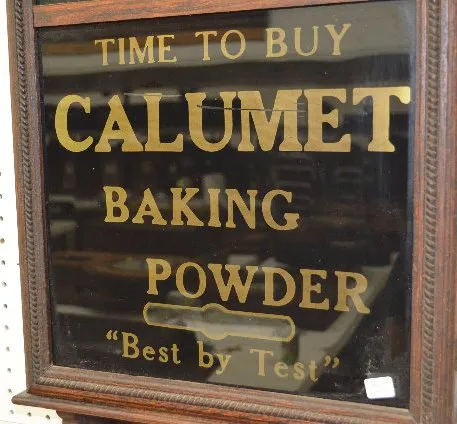 TIME TO BUY
CALUMET
BAKING
POWDER
"Best by Test"